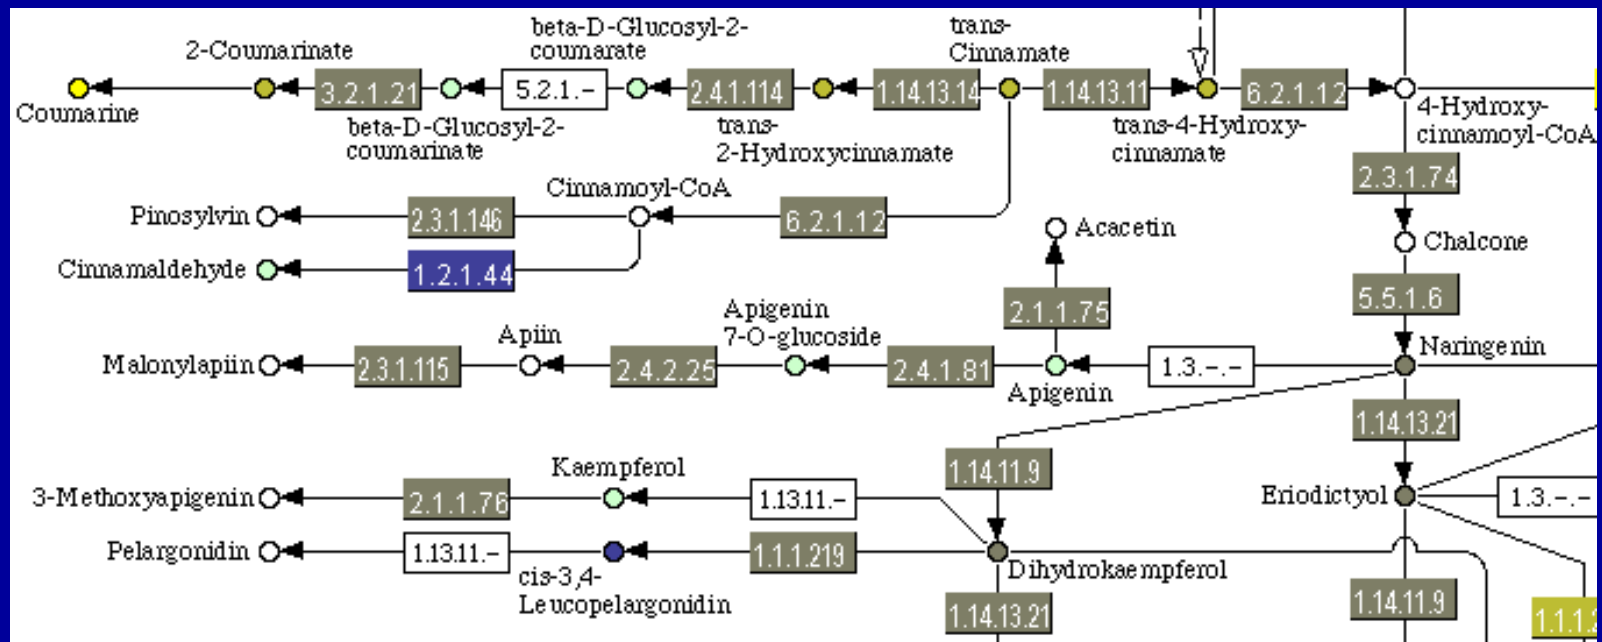 beta-D-Glucosyl-2-
coumarate
trans-
Cinnamate
2-Coumarinate
3.2.1.21
5.2.1.-
2.4.1.114
1.14.13.14
1.14.13.11
6.2.1.12
Coumarine
beta-D-Glucosyl-2-
coumarinate
trans-
2-Hydroxycinnamate
trans-4-Hydroxy-
cinnamate
4-Hydroxy-
cinnamoyl-CoA
2.3.1.74
Cinnamoyl-CoA
Pinosylvin
2.3.1.146
6.2.1.12
Acacetin
Chalcone
Cinnamaldehyde
1.2.1.44
2.1.1.75
5.5.1.6
Apigenin
7-O-glucoside
Apiin
Naringenin
Malonylapiin
2.3.1.115
2.4.2.25
2.4.1.81
1.3.-.-
Apigenin
1.14.13.21
Kaempferol
1.14.11.9
3-Methoxyapigenin
2.1.1.76
1.13.11.-
Eriodictyol
1.3.-.-
Pelargonidin
1.13.11.-
1.1.1.219
cis-3,4-
Leucopelargonidin
Dihydrokaempferol
1.14.13.21
1.14.11.9